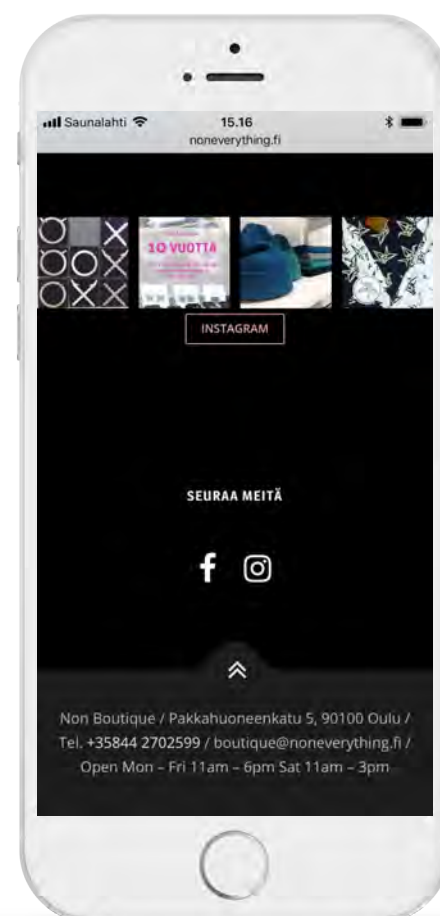 Saunalahti
15.16
noneverything.fi
10 VUOTTA
INSTAGRAM
SEURAA MEITÄ
Non Boutique / Pakkahuoneenkatu 5, 90100 Oulu /
Tel. +35844 2702599 / boutique@noneverything.fi /
Open Mon – Fri 11am – 6pm Sat 11am – 3pm